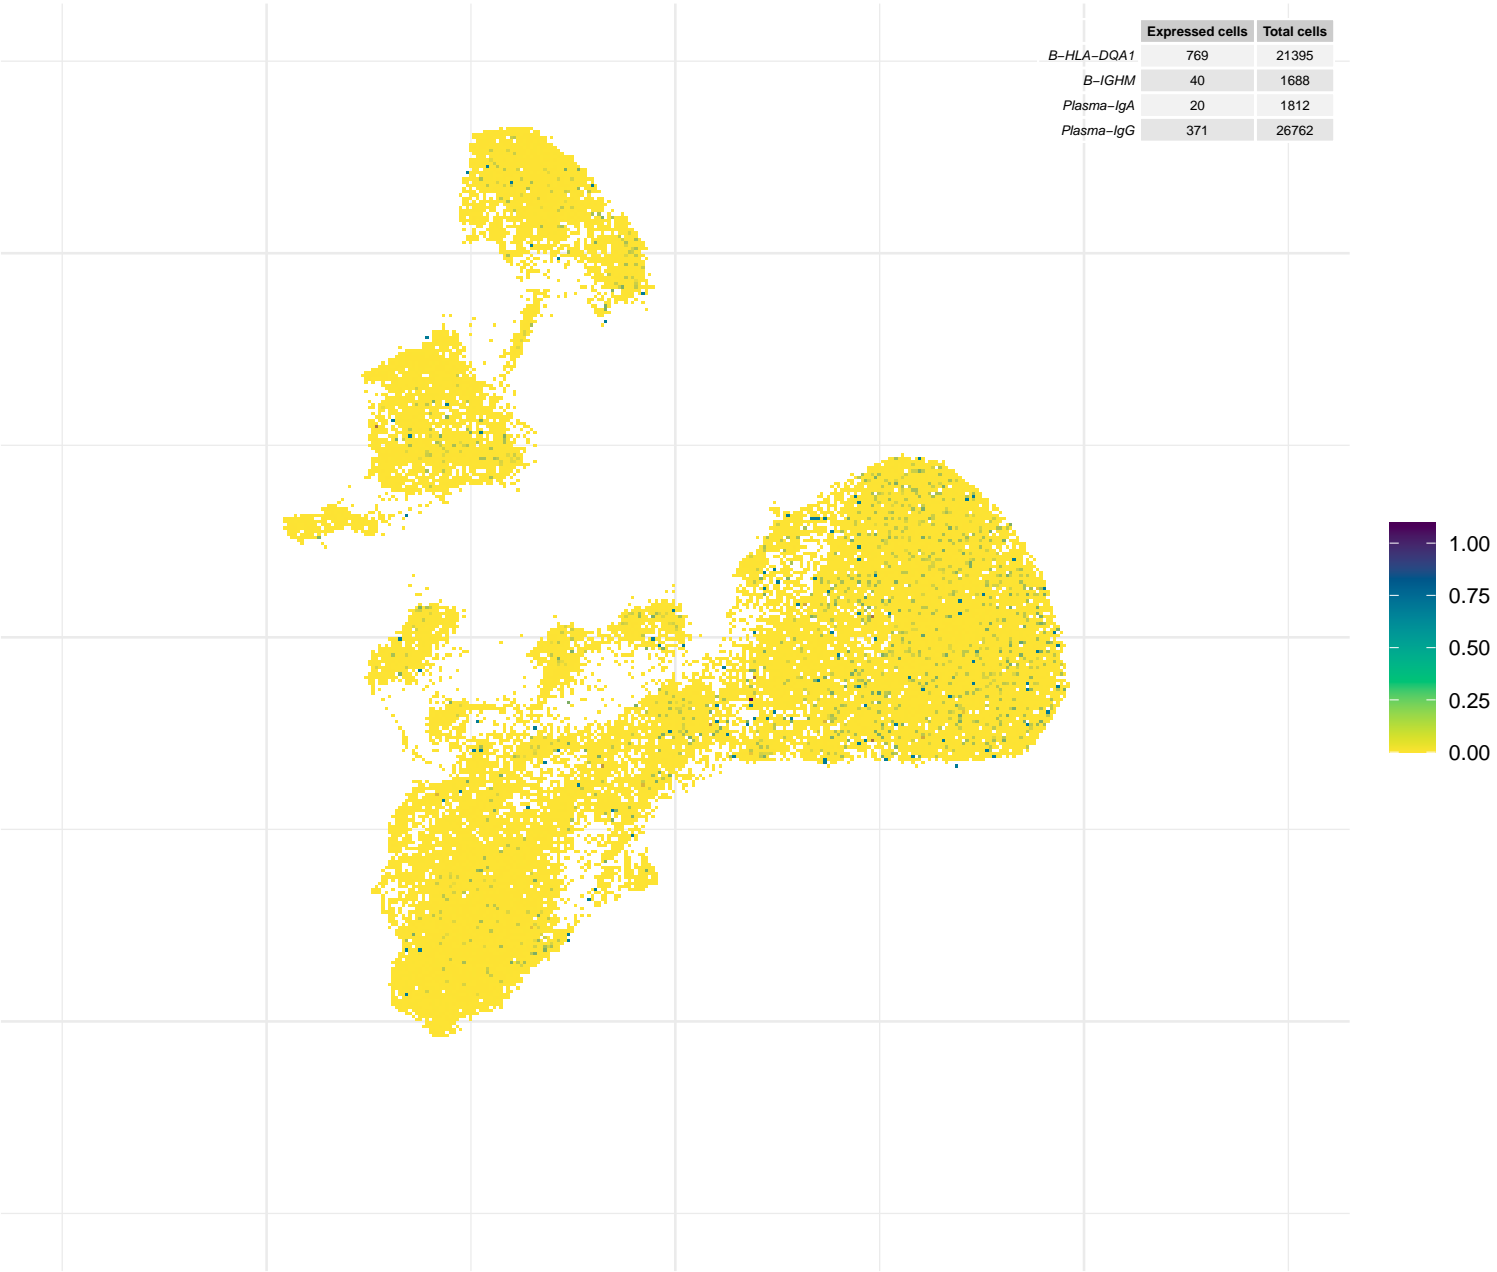 Expressed cells Total cells
B−HLA−DQA1 769 21395
B−IGHM 40 1688
Plasma−IgA 20 1812
Plasma−IgG 371 26762
1.00
0.75
0.50
0.25
0.00